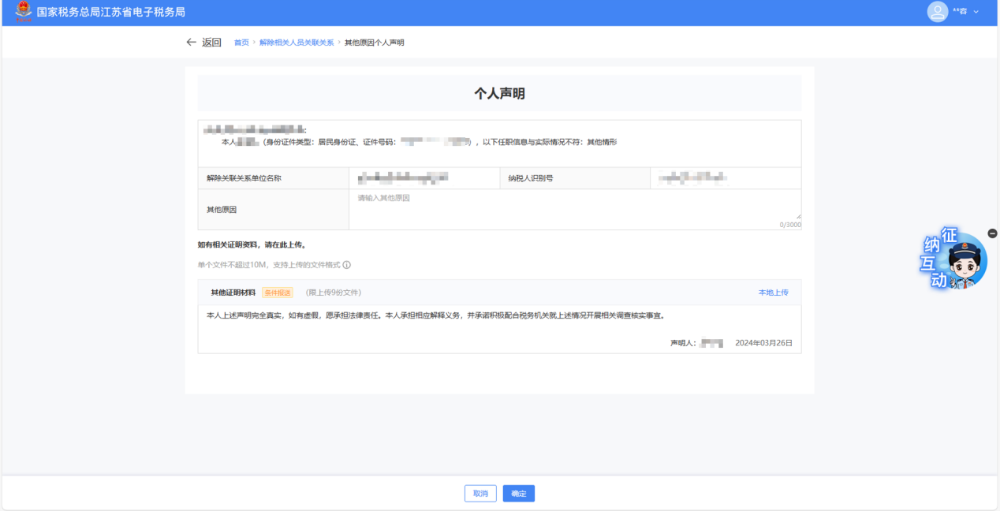 国家税务总局江苏省电子税务局
**容
返回 首页 解除相关人员关联关系 其他原因个人声明
个人声明
:
本人 (身份证件类型：居民身份证、证件号码： ），以下任职信息与实际情况不符：其他情形
解除关联关系单位名称
纳税人识别号
其他原因
请输入其他原因
0/3000
如有相关证明资料，请在此上传。
单个文件不超过10M，支持上传的文件格式
其他证明材料 条件报送 (限上传9份文件)
本地上传
本人上述声明完全真实，如有虚假，愿承担法律责任。本人承担相应解释义务，并承诺积极配合税务机关就上述情况开展相关调查核实事宜。
声明人： 2024年03月26日
征纳互动
取消
确定